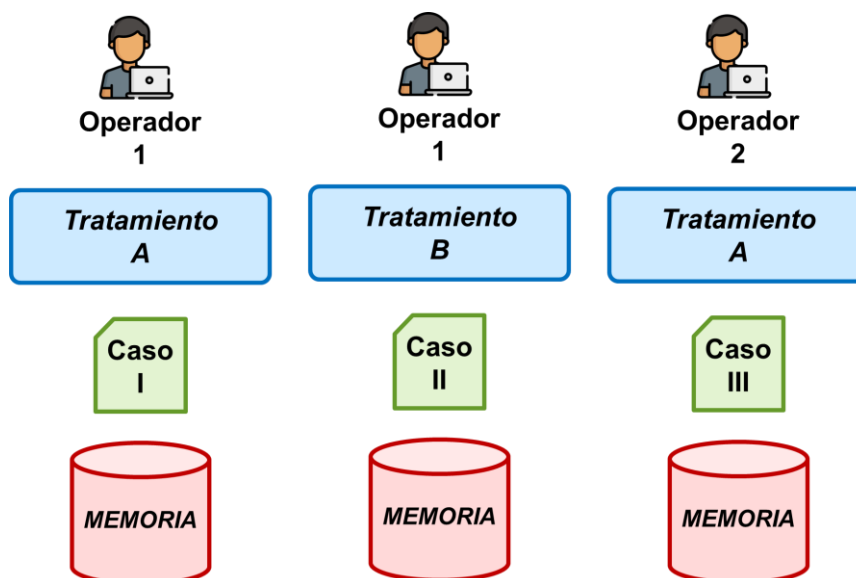 Operador
1
Tratamiento
A
Caso
I
MEMORIA
Operador
1
Tratamiento
B
Caso
II
MEMORIA
Operador
2
Tratamiento
A
Caso
III
MEMORIA